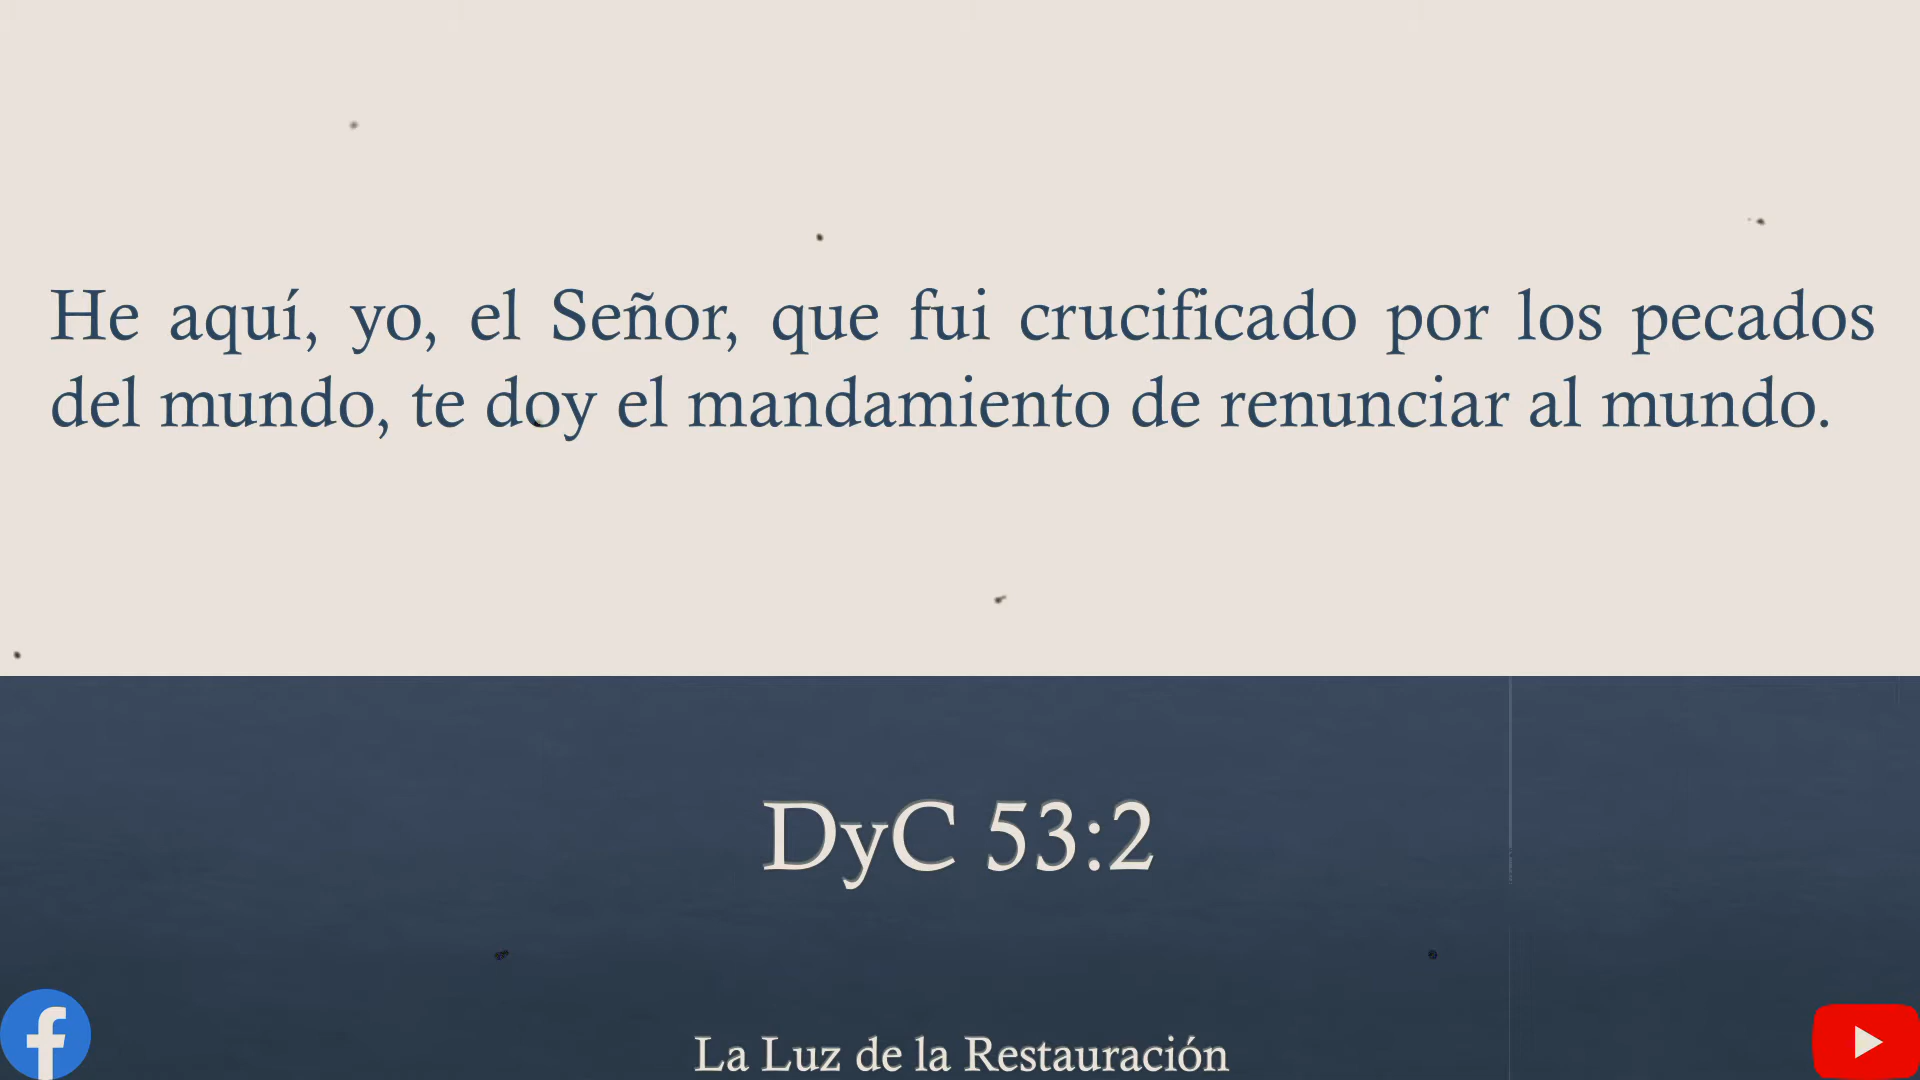 He aquí, yo, el Señor, que fui crucificado por los pecados
del mundo, te doy el mandamiento de renunciar al mundo.
DyC 53:2
La Luz de la Restauración